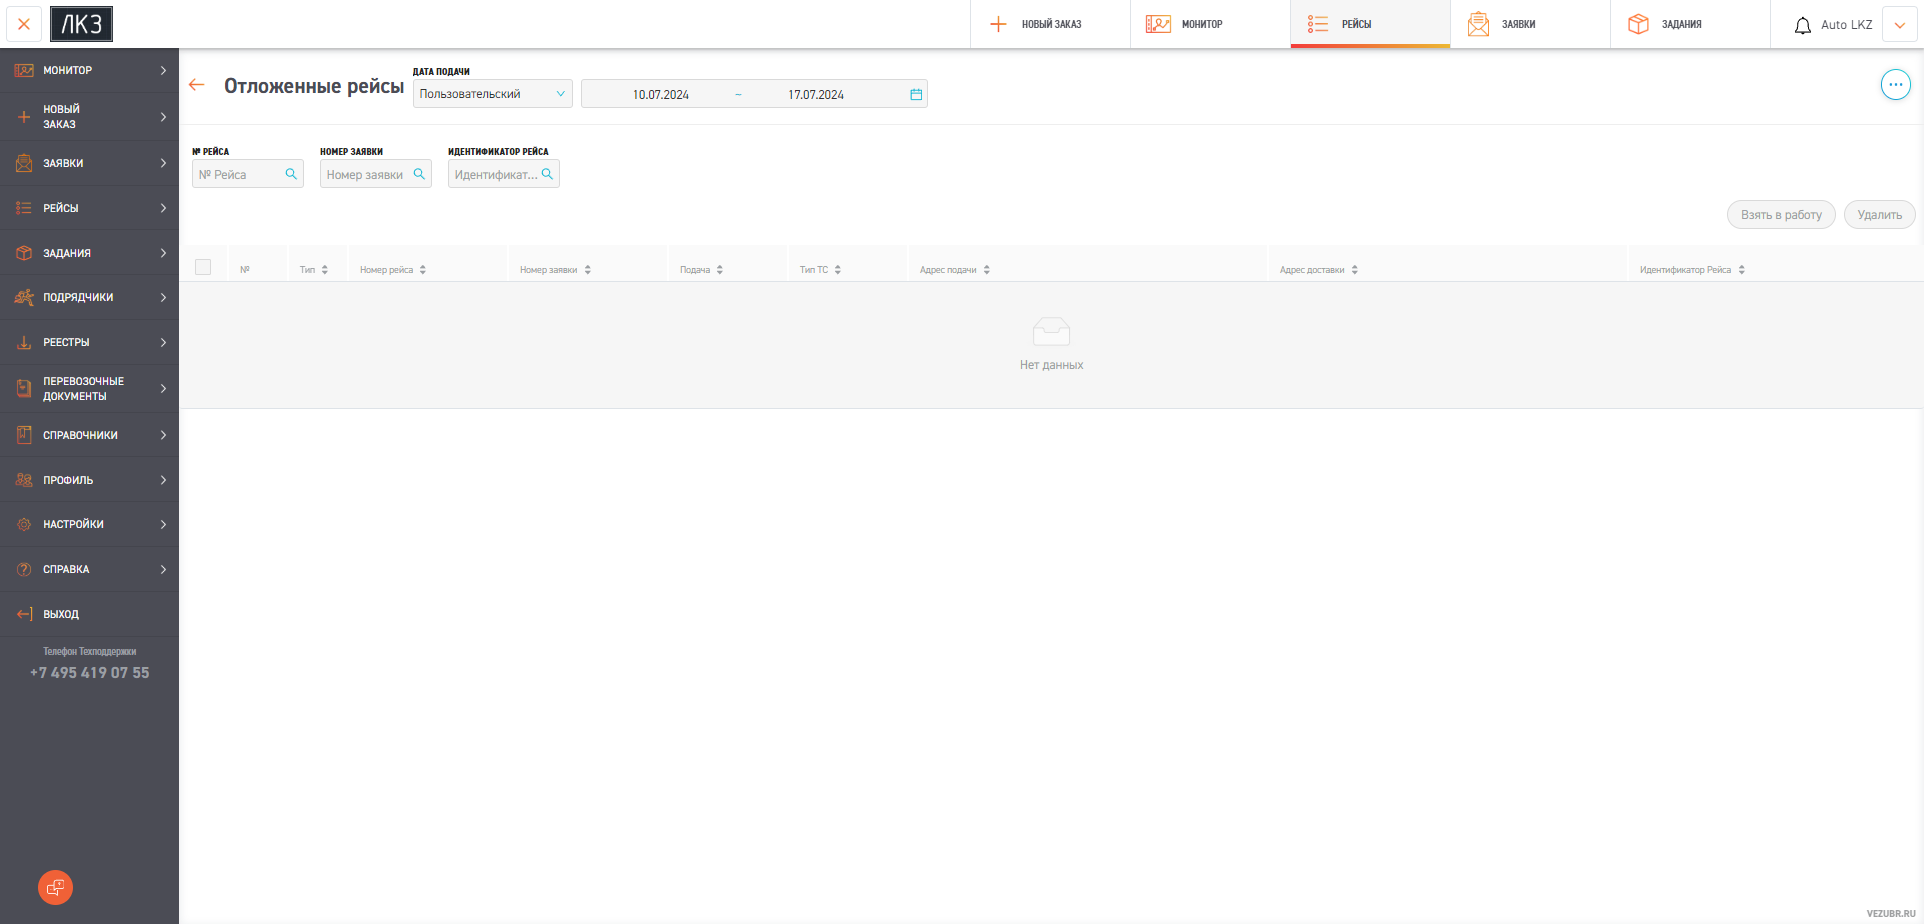 ЛКЗ
НОВЫЙ ЗАКАЗ
МОНИТОР
РЕЙСЫ
ЗАЯВКИ
ЗАДАНИЯ
Auto LKZ
МОНИТОР
НОВЫЙ
ЗАКАЗ
ЗАЯВКИ
РЕЙСЫ
ЗАДАНИЯ
ПОДРЯДЧИКИ
РЕЕСТРЫ
ПЕРЕВОЗОЧНЫЕ
ДОКУМЕНТЫ
СПРАВОЧНИКИ
ПРОФИЛЬ
НАСТРОЙКИ
СПРАВКА
ВЫХОД
Телефон Техподдержки
+7 495 419 07 55
Отложенные рейсы
ДАТА ПОДАЧИ
Пользовательский
10.07.2024 – 17.07.2024
№ РЕЙСА
НОМЕР ЗАЯВКИ
ИДЕНТИФИКАТОР РЕЙСА
№ Рейса
Номер заявки
Идентификат...
Взять в работу
Удалить
№
Тип
Номер рейса
Номер заявки
Подача
Тип ТС
Адрес подачи
Адрес доставки
Идентификатор Рейса
Нет данных
VEZUBR.RU